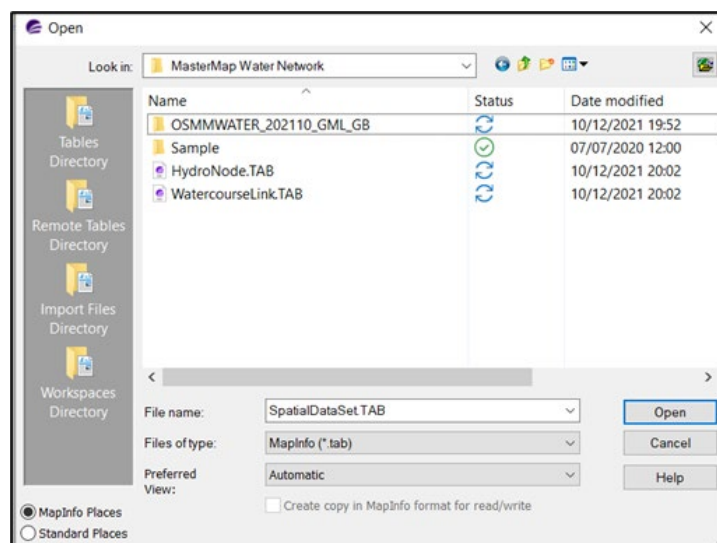 Open
Look in: MasterMap Water Network
Name Status Date modified
OSMMWATER_202110_GML_GB 10/12/2021 19:52
Sample 07/07/2020 12:00
HydroNode.TAB 10/12/2021 20:02
WatercourseLink.TAB 10/12/2021 20:02
Tables
Directory
Remote Tables
Directory
Import Files
Directory
Workspaces
Directory
File name: SpatialDataSet.TAB Open
Files of type: MapInfo (*.tab) Cancel
Preferred
View: Automatic Help
Create copy in MapInfo format for read/write
MapInfo Places
Standard Places